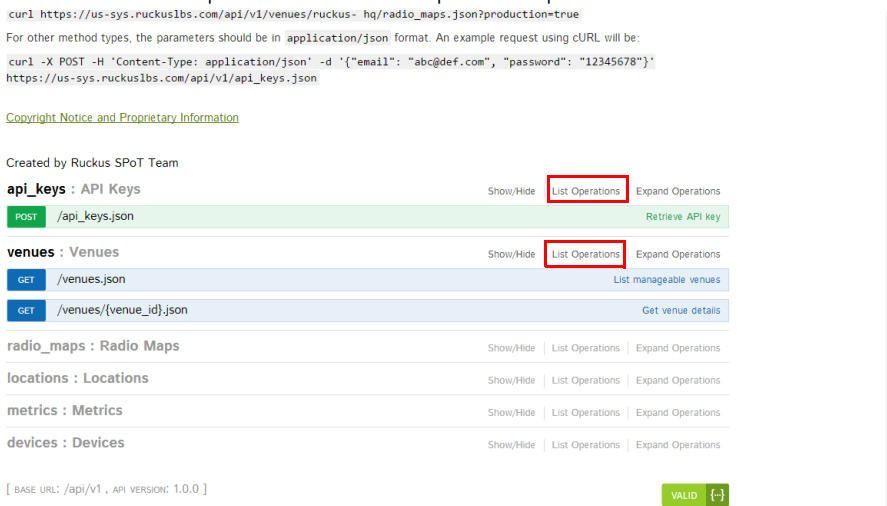 curl https://us-sys.ruckuslbs.com/api/v1/venues/ruckus- hq/radio_maps.json?production=true
For other method types, the parameters should be in application/json format. An example request using cURL will be:
curl -X POST -H 'Content-Type: application/json' -d '{"email": "abc@def.com", "password": "12345678"}'
https://us-sys.ruckuslbs.com/api/v1/api_keys.json
Copyright Notice and Proprietary Information
Created by Ruckus SPoT Team
api_keys : API Keys Show/Hide List Operations Expand Operations
POST /api_keys.json Retrieve API key
venues : Venues Show/Hide List Operations Expand Operations
GET /venues.json List manageable venues
GET /venues/{venue_id}.json Get venue details
radio_maps : Radio Maps Show/Hide List Operations Expand Operations
locations : Locations Show/Hide List Operations Expand Operations
metrics : Metrics Show/Hide List Operations Expand Operations
devices : Devices Show/Hide List Operations Expand Operations
[ BASE URL: /api/v1 , API VERSION: 1.0.0 ]
VALID {--}